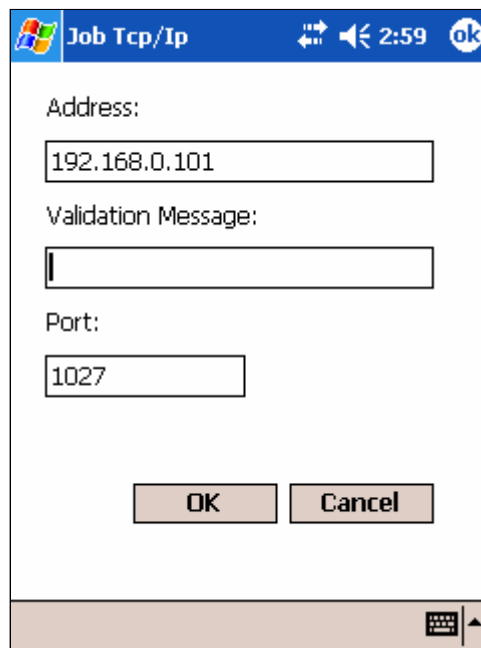 Job Tcp/Ip 2:59 ok
Address:
192.168.0.101
Validation Message:
Port:
1027
OK Cancel